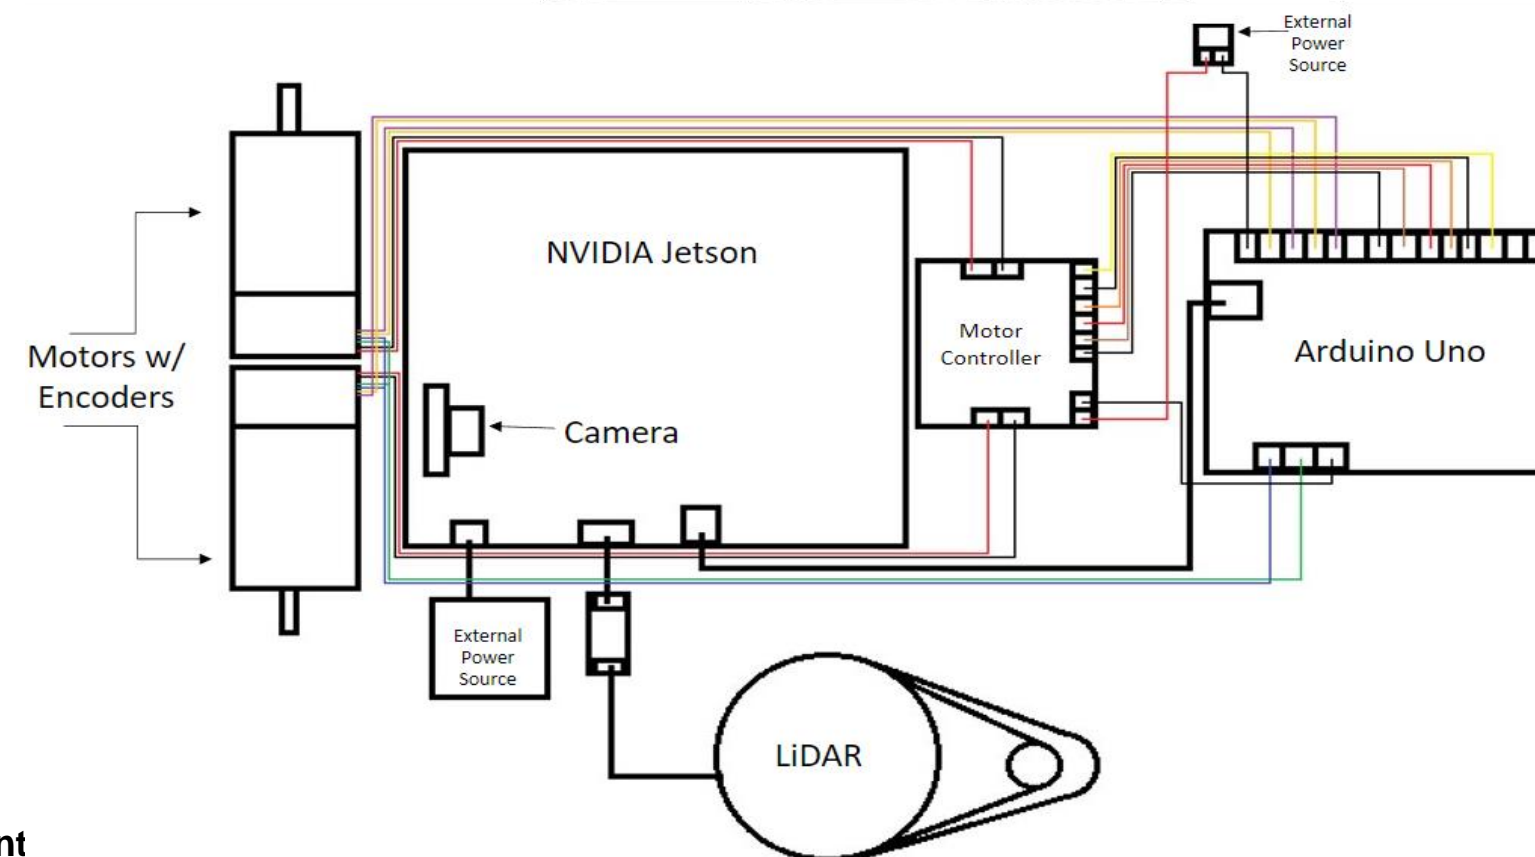 External
Power
Source
NVIDIA Jetson
Motor
Controller
Arduino Uno
Motors w/
Encoders
Camera
External
Power
Source
LiDAR
nt